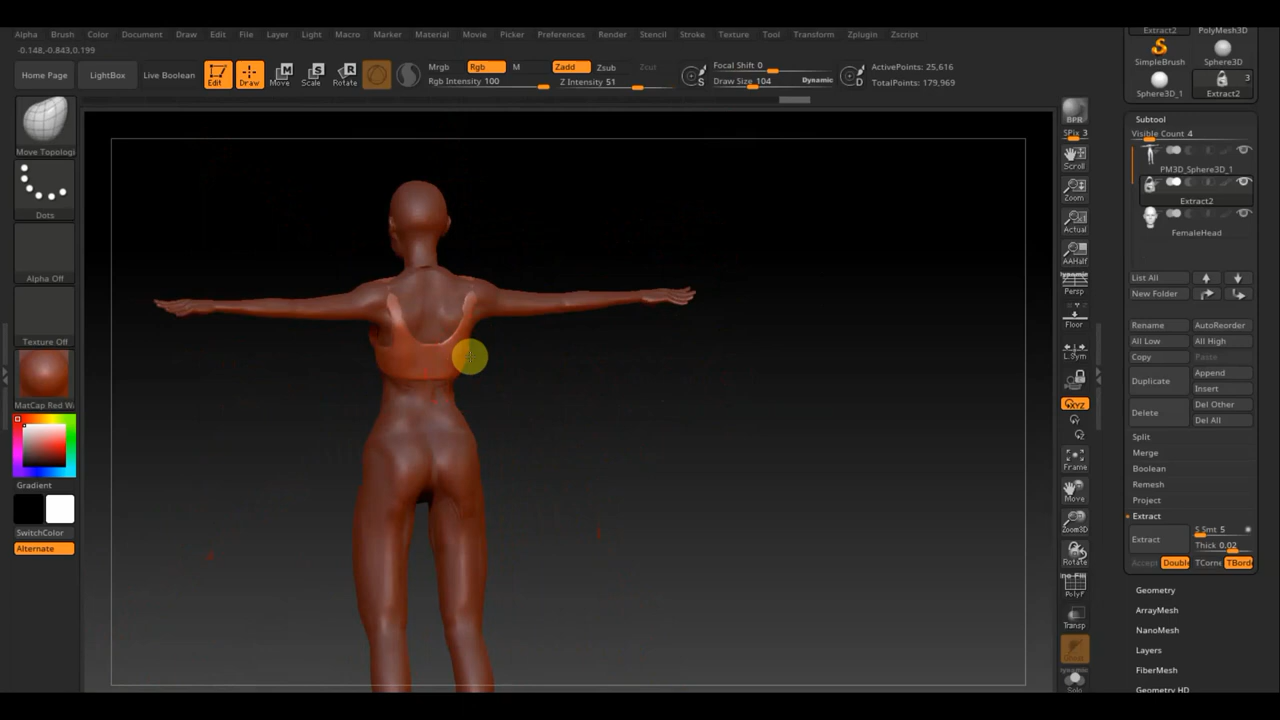 Alpha Brush Color Document Draw Edit File Layer Light Macro Marker Material Movie Picker Preferences Render Stencil Stroke Texture Tool Transform Zplugin Zscript
-0.148,-0.843,0.199
Home Page LightBox Live Boolean Edit Draw Move Scale Rotate
Mrgb Rgb M Zadd Zsub Zcut
Rgb Intensity 100 Z Intensity 51
S Focal Shift 0
Draw Size 104 Dynamic
D ActivePoints: 25,616
TotalPoints: 179,969
Move Topologi
Dots
Alpha Off
Texture Off
MatCap Red Wa
Gradient
SwitchColor
Alternate
BPR
SPix 3
Scroll
Zoom
Actual
AAHalf
Dynamic
Persp
Floor
L.Sym
XYZ
Y
Z
Frame
Move
Zoom3D
Rotate
PolyF
Transp
Ghost
Dynamic
Solo
Extract2 PolyMesh3D
SimpleBrush Sphere3D
3
Sphere3D_1 Extract2
Subtool
Visible Count 4
PM3D_Sphere3D_1
Extract2
FemaleHead
List All
New Folder
Rename AutoReorder
All Low All High
Copy Paste
Duplicate Append
Insert
Delete Del Other
Del All
Split
Merge
Boolean
Remesh
Project
Extract
Extract S Smt 5
Thick 0.02
Accept Double TCorne TBorde
Geometry
ArrayMesh
NanoMesh
Layers
FiberMesh
Geometry HD